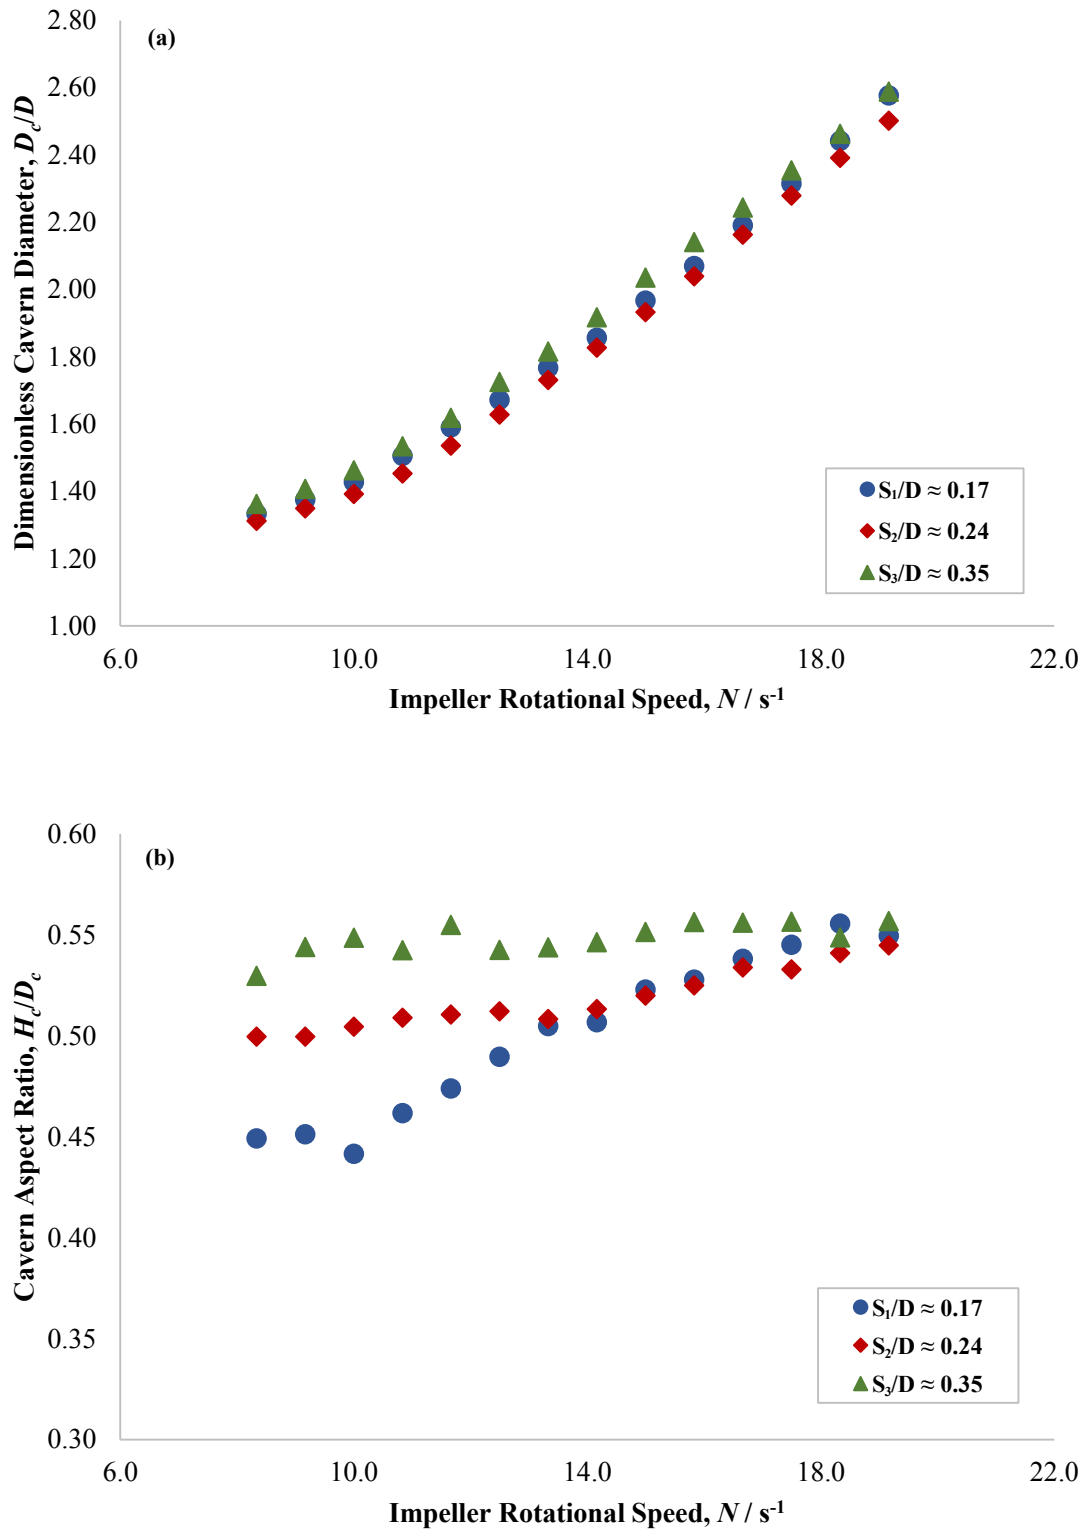 (a)
Dimensionless Cavern Diameter, D_c/D
2.80
2.60
2.40
2.20
2.00
1.80
1.60
1.40
1.20
1.00
S₁/D ≈ 0.17
S₂/D ≈ 0.24
S₃/D ≈ 0.35
6.0 10.0 14.0 18.0 22.0
Impeller Rotational Speed, N / s⁻¹
(b)
Cavern Aspect Ratio, H_c/D_c
0.60
0.55
0.50
0.45
0.40
0.35
0.30
S₁/D ≈ 0.17
S₂/D ≈ 0.24
S₃/D ≈ 0.35
6.0 10.0 14.0 18.0 22.0
Impeller Rotational Speed, N / s⁻¹